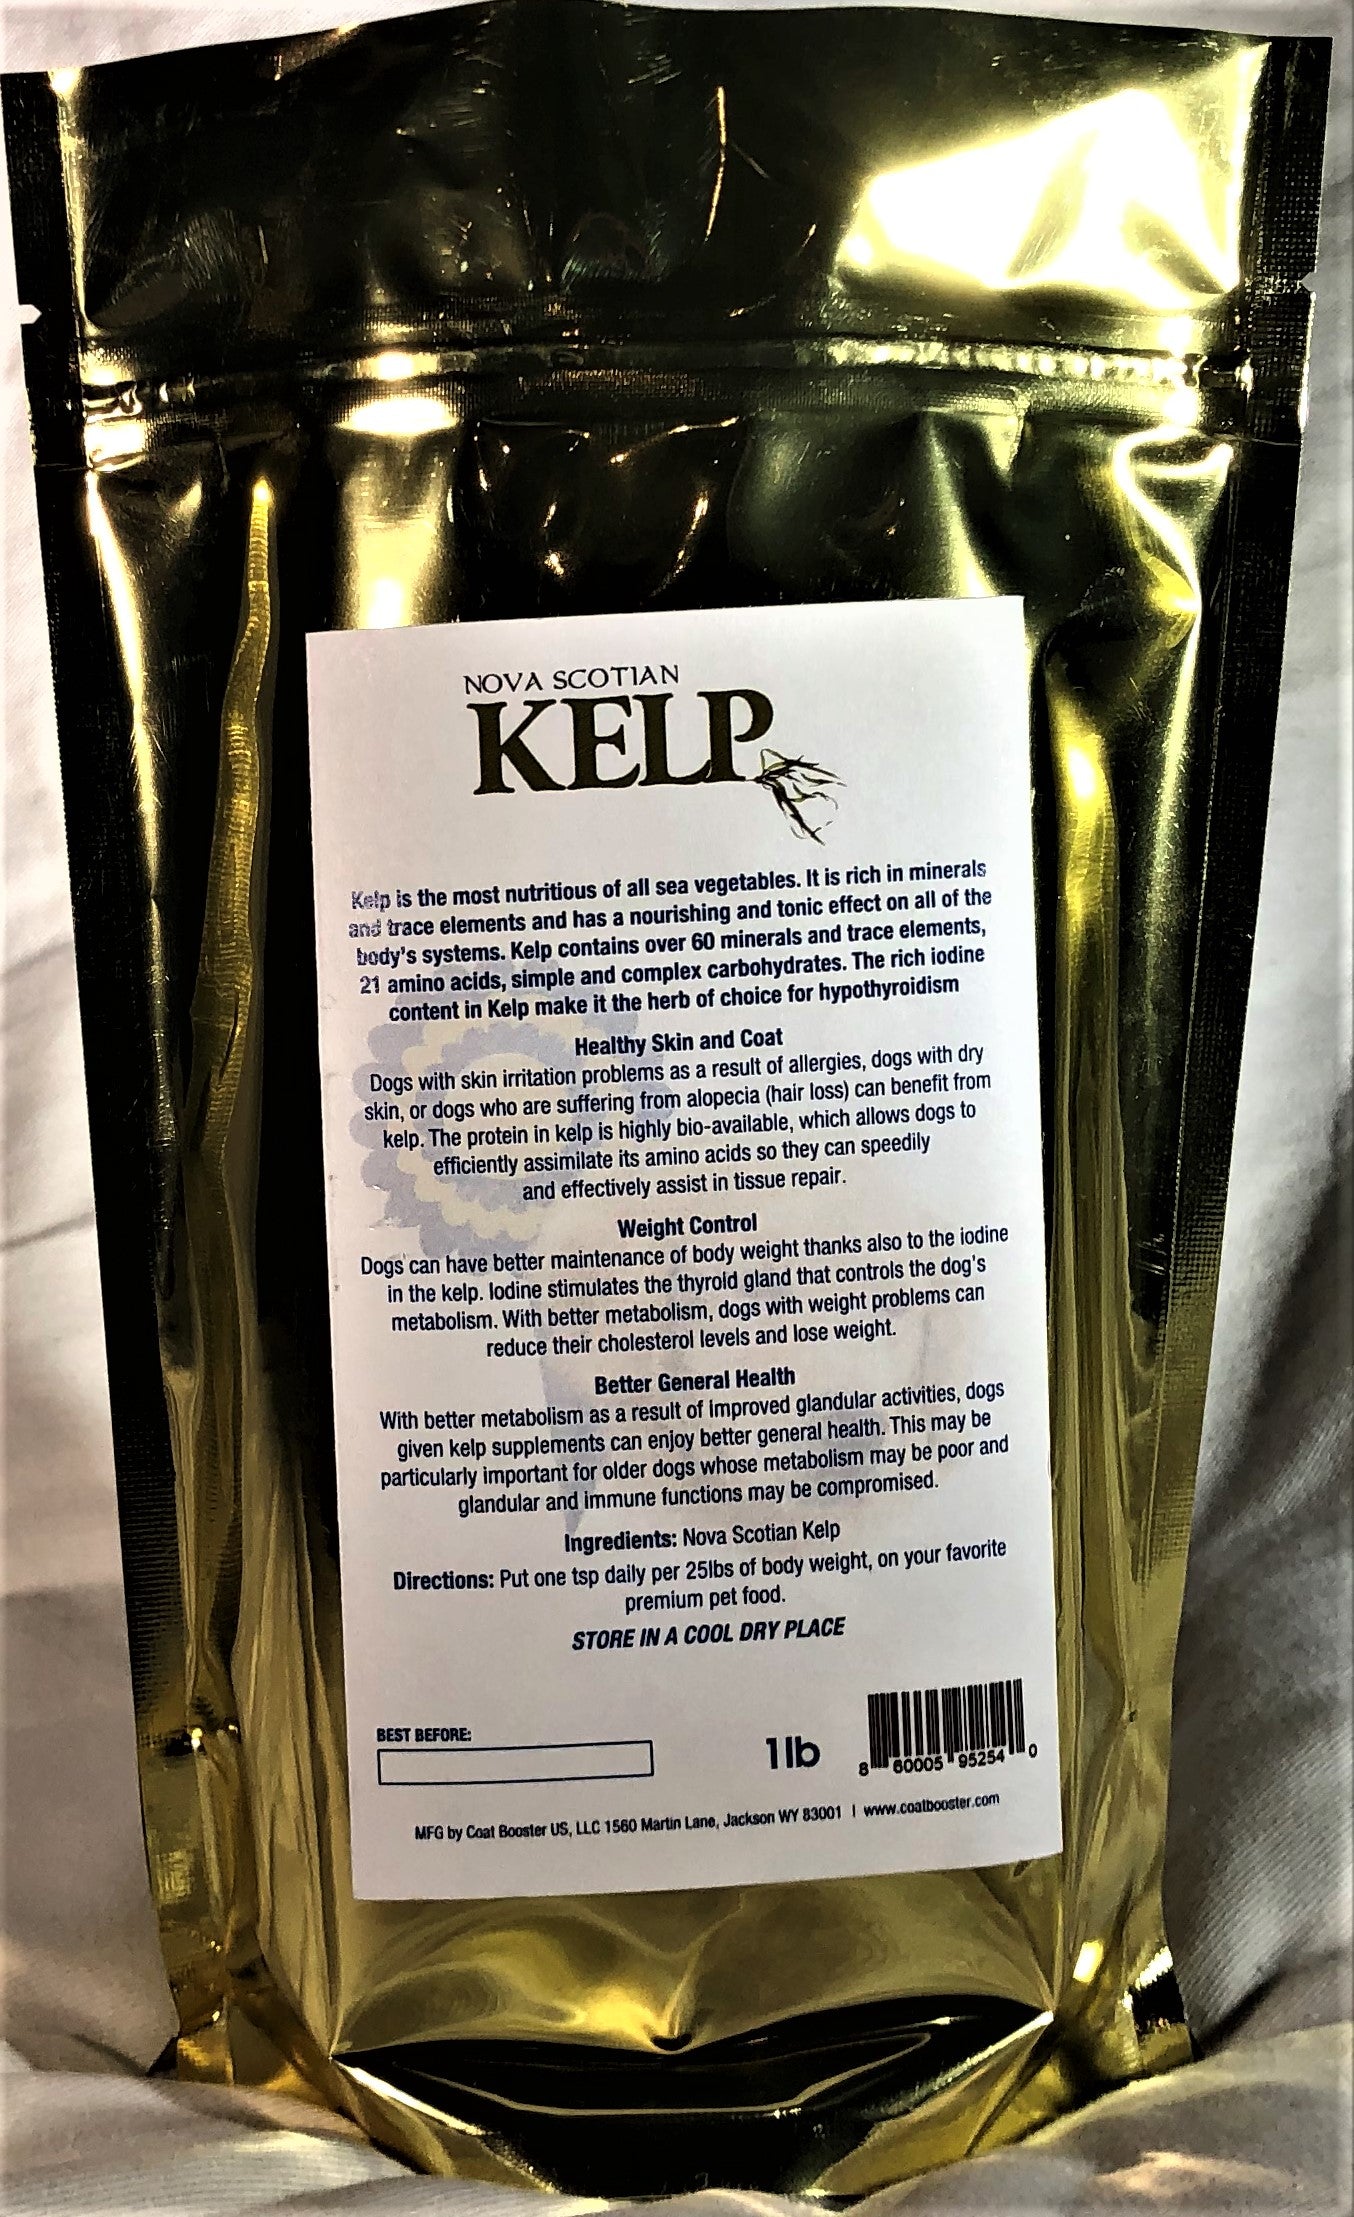 NOVA SCOTIAN
KELP
Kelp is the most nutritious of all sea vegetables. It is rich in minerals
and trace elements and has a nourishing and tonic effect on all of the
body's systems. Kelp contains over 60 minerals and trace elements,
21 amino acids, simple and complex carbohydrates. The rich iodine
content in Kelp make it the herb of choice for hypothyroidism
Healthy Skin and Coat
Dogs with skin irritation problems as a result of allergies, dogs with dry
skin, or dogs who are suffering from alopecia (hair loss) can benefit from
kelp. The protein in kelp is highly bio-available, which allows dogs to
efficiently assimilate its amino acids so they can speedily
and effectively assist in tissue repair.
Weight Control
Dogs can have better maintenance of body weight thanks also to the iodine
in the kelp. Iodine stimulates the thyroid gland that controls the dog's
metabolism. With better metabolism, dogs with weight problems can
reduce their cholesterol levels and lose weight.
Better General Health
With better metabolism as a result of improved glandular activities, dogs
given kelp supplements can enjoy better general health. This may be
particularly important for older dogs whose metabolism may be poor and
glandular and immune functions may be compromised.
Ingredients: Nova Scotian Kelp
Directions: Put one tsp daily per 25lbs of body weight, on your favorite
premium pet food.
STORE IN A COOL DRY PLACE
BEST BEFORE:
1 lb
8 60005 95254 0
MFG by Coat Booster US, LLC 1560 Martin Lane, Jackson WY 83001 | www.coatbooster.com